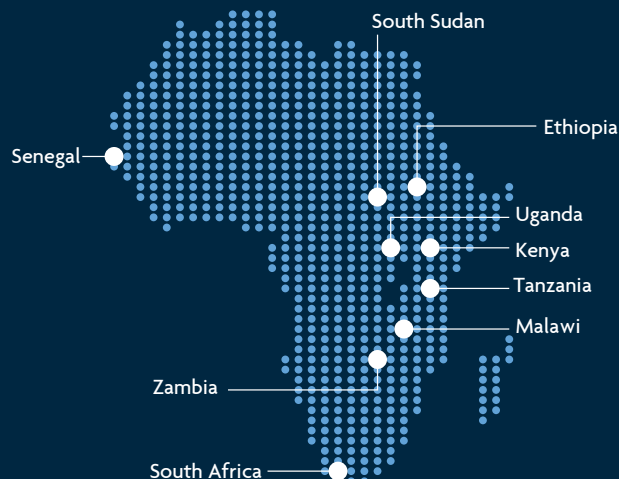 South Sudan
Ethiopia
Senegal
Uganda
Kenya
Tanzania
Malawi
Zambia
South Africa